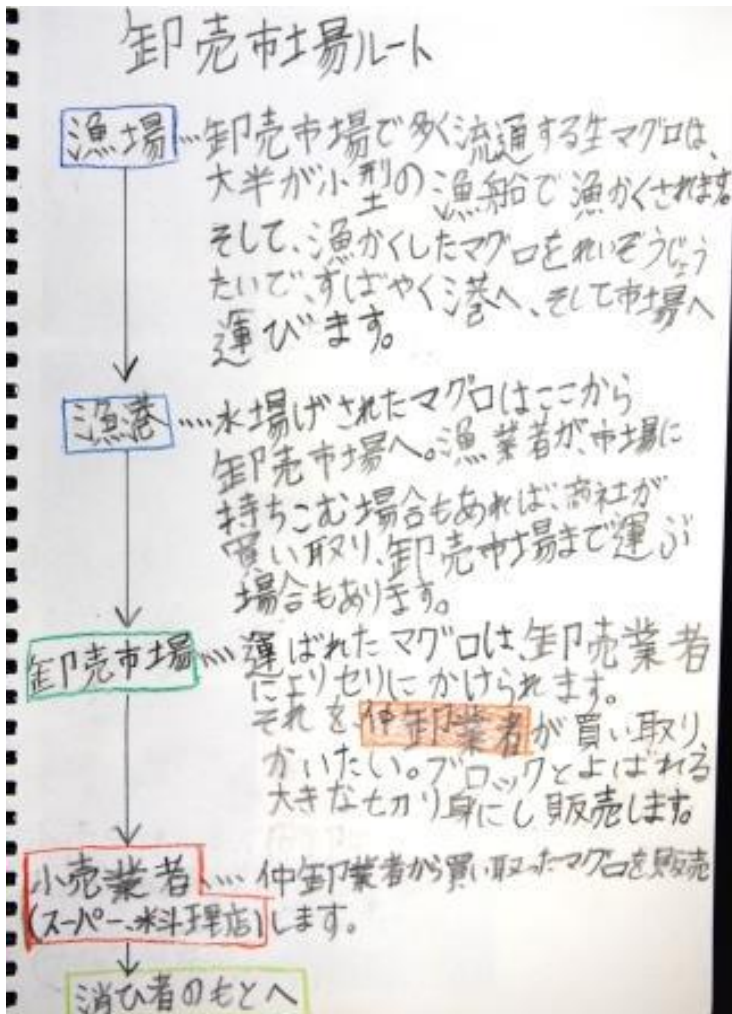 卸売市場ルート
漁場…卸売市場で多く流通する生マグロは、
大半が小型の漁船で漁かくされます。
そして、漁かくしたマグロをれいぞうじょう
たいで、すばやく港へ、そして市場へ
運びます。
漁港…水揚げされたマグロはここから
卸売市場へ。漁業者が、市場に
持ちこむ場合もあれば、商社が
買い取り、卸売市場まで運ぶ
場合もあります。
卸売市場…運ばれたマグロは、卸売業者
によりセリにかけられます。
それを、仲卸業者が買い取り、
かいたい。ブロックとよばれる
大きな切り身にし販売します。
小売業者…仲卸業者から買い取ったマグロを販売
(スーパー、料理店)します。
消ひ者のもとへ